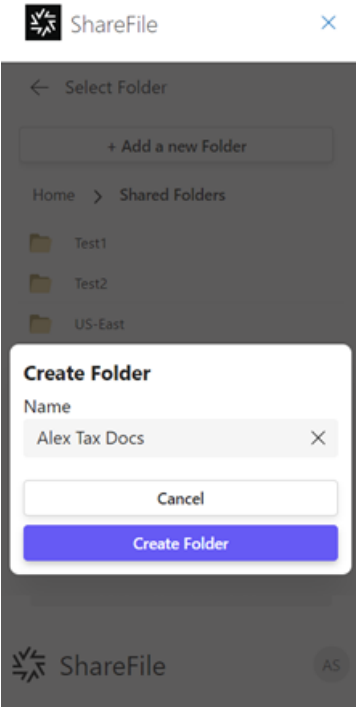 ShareFile
Select Folder
+ Add a new Folder
Home > Shared Folders
Test1
Test2
US-East
Create Folder
Name
Alex Tax Docs
Cancel
Create Folder
ShareFile
AS